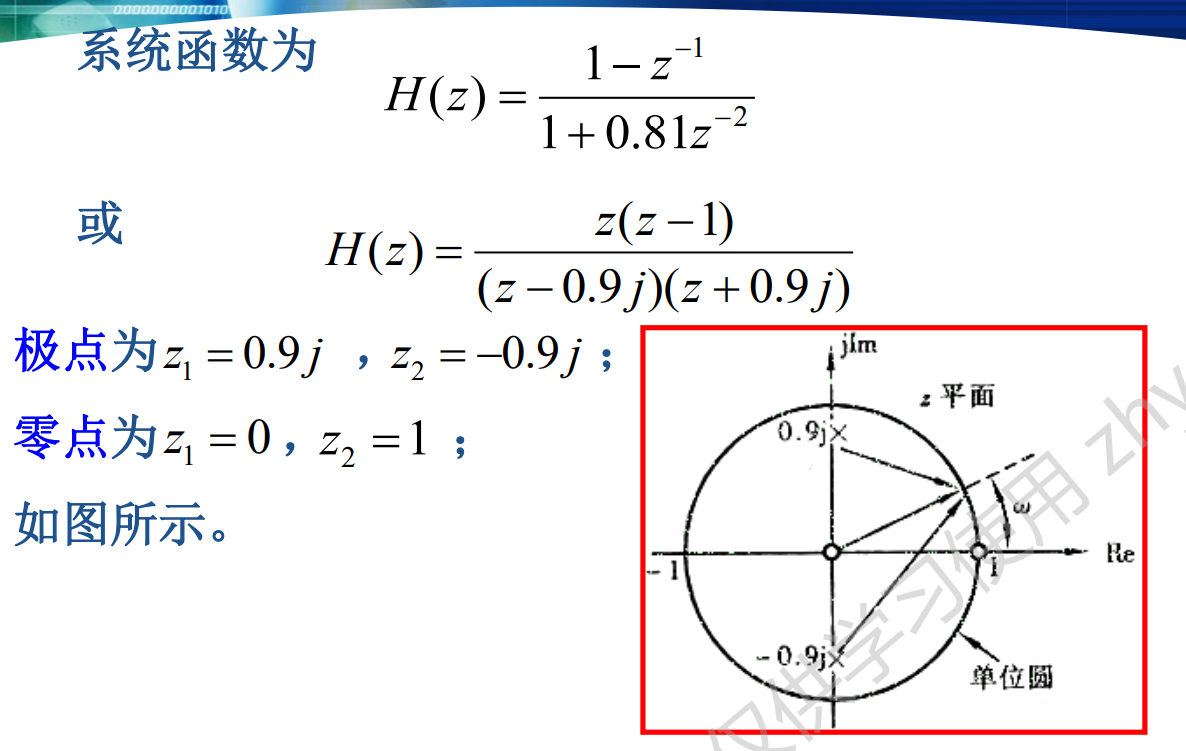 0000000001010
系统函数为
H(z) = \frac{1 - z^{-1}}{1 + 0.81z^{-2}}
或
H(z) = \frac{z(z - 1)}{(z - 0.9j)(z + 0.9j)}
极点为 z_1 = 0.9j ，z_2 = -0.9j ；
零点为 z_1 = 0 ，z_2 = 1 ；
如图所示。
jIm
z 平面
0.9j×
ω
-1
1
Re
-0.9j×
单位圆
仅供学习使用 zhy